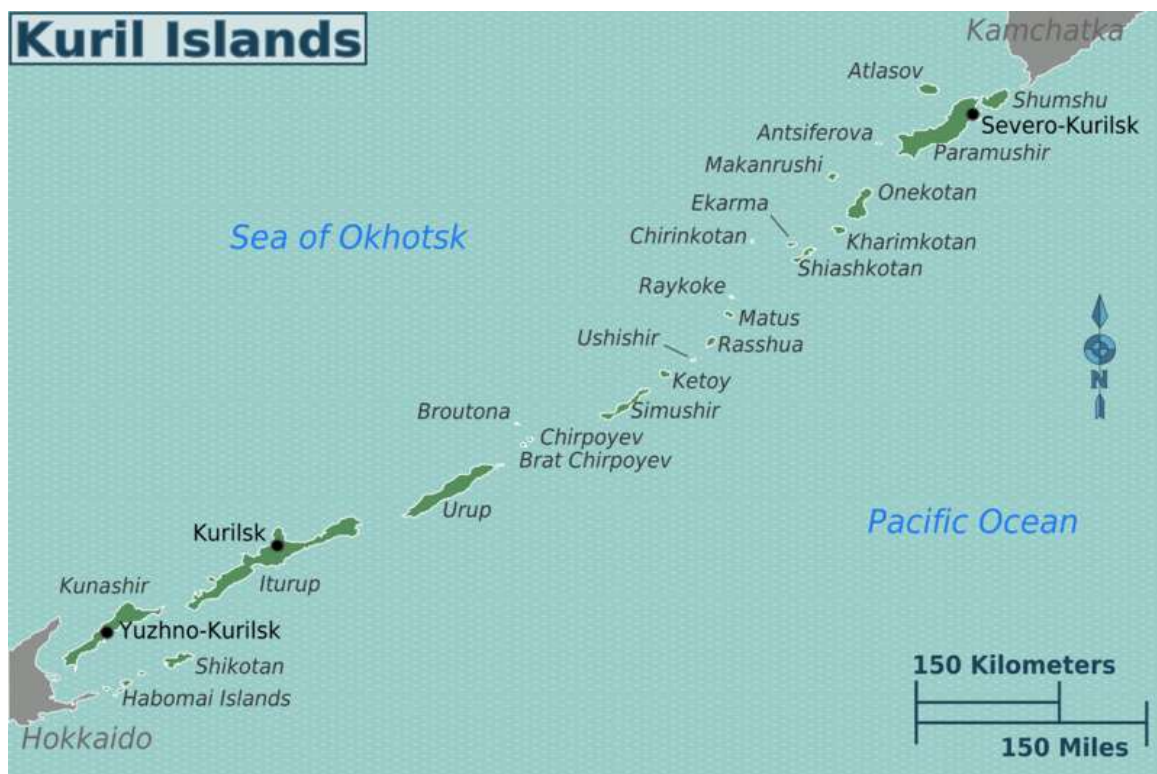 Kuril Islands
Kamchatka
Atlasov
Shumshu
Severo-Kurilsk
Antsiferova
Paramushir
Makanrushi
Onekotan
Ekarma
Sea of Okhotsk
Chirinkotan
Kharimkotan
Shiashkotan
Raykoke
Matus
Ushishir
Rasshua
Ketoy
Broutona
Simushir
Chirpoyev
Brat Chirpoyev
Urup
Pacific Ocean
Kurilsk
Kunashir
Iturup
Yuzhno-Kurilsk
Shikotan
Habomai Islands
Hokkaido
N
150 Kilometers
150 Miles